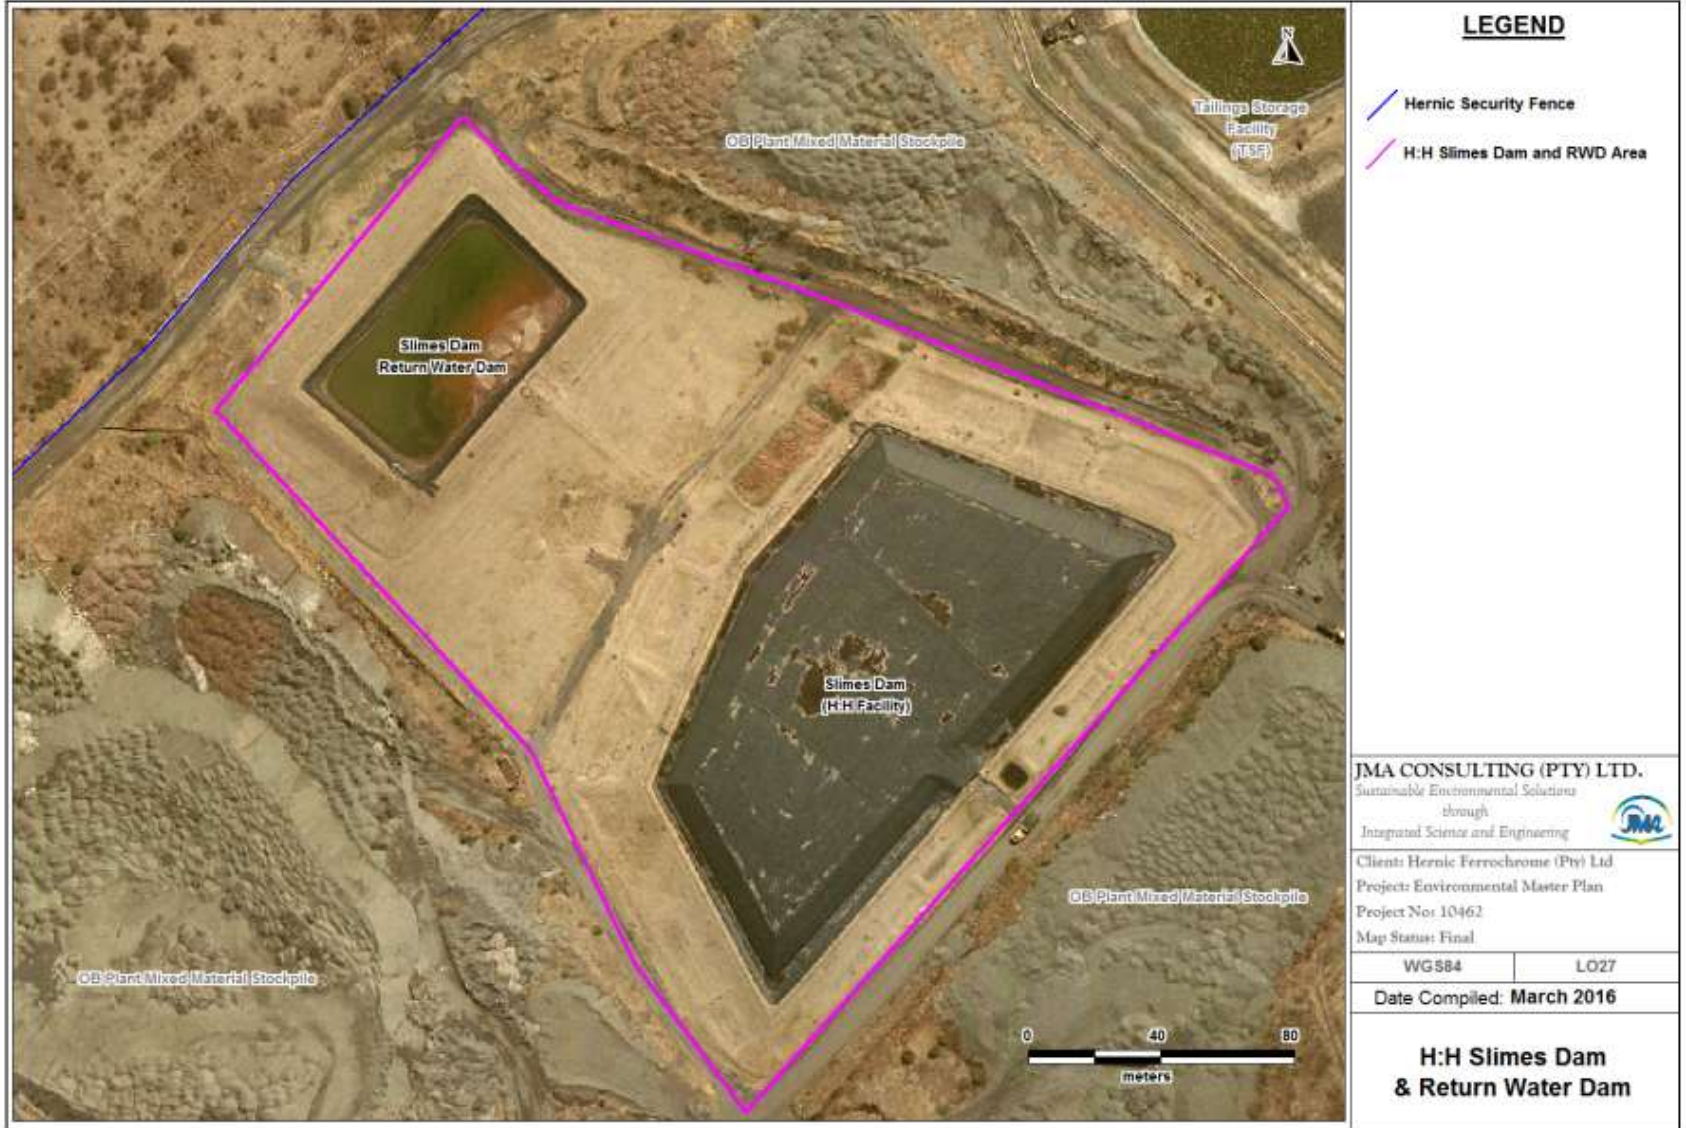 N
Tailings Storage
Facility
(TSF)
OB Plant Mixed Material Stockpile
Slimes Dam
Return Water Dam
Slimes Dam
(H:H Facility)
OB Plant Mixed Material Stockpile
OB Plant Mixed Material Stockpile
0 40 80
meters
LEGEND
Hernic Security Fence
H:H Slimes Dam and RWD Area
JMA CONSULTING (PTY) LTD.
Sustainable Environmental Solutions
through
Integrated Science and Engineering
JMA
Client: Hernic Ferrochrome (Pty) Ltd
Project: Environmental Master Plan
Project No: 10462
Map Status: Final
WGS84 LO27
Date Compiled: March 2016
H:H Slimes Dam
& Return Water Dam